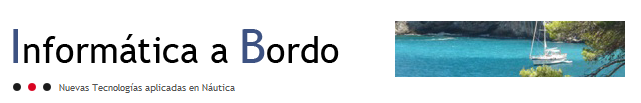 Informática a Bordo
Nuevas Tecnologías aplicadas en Náutica